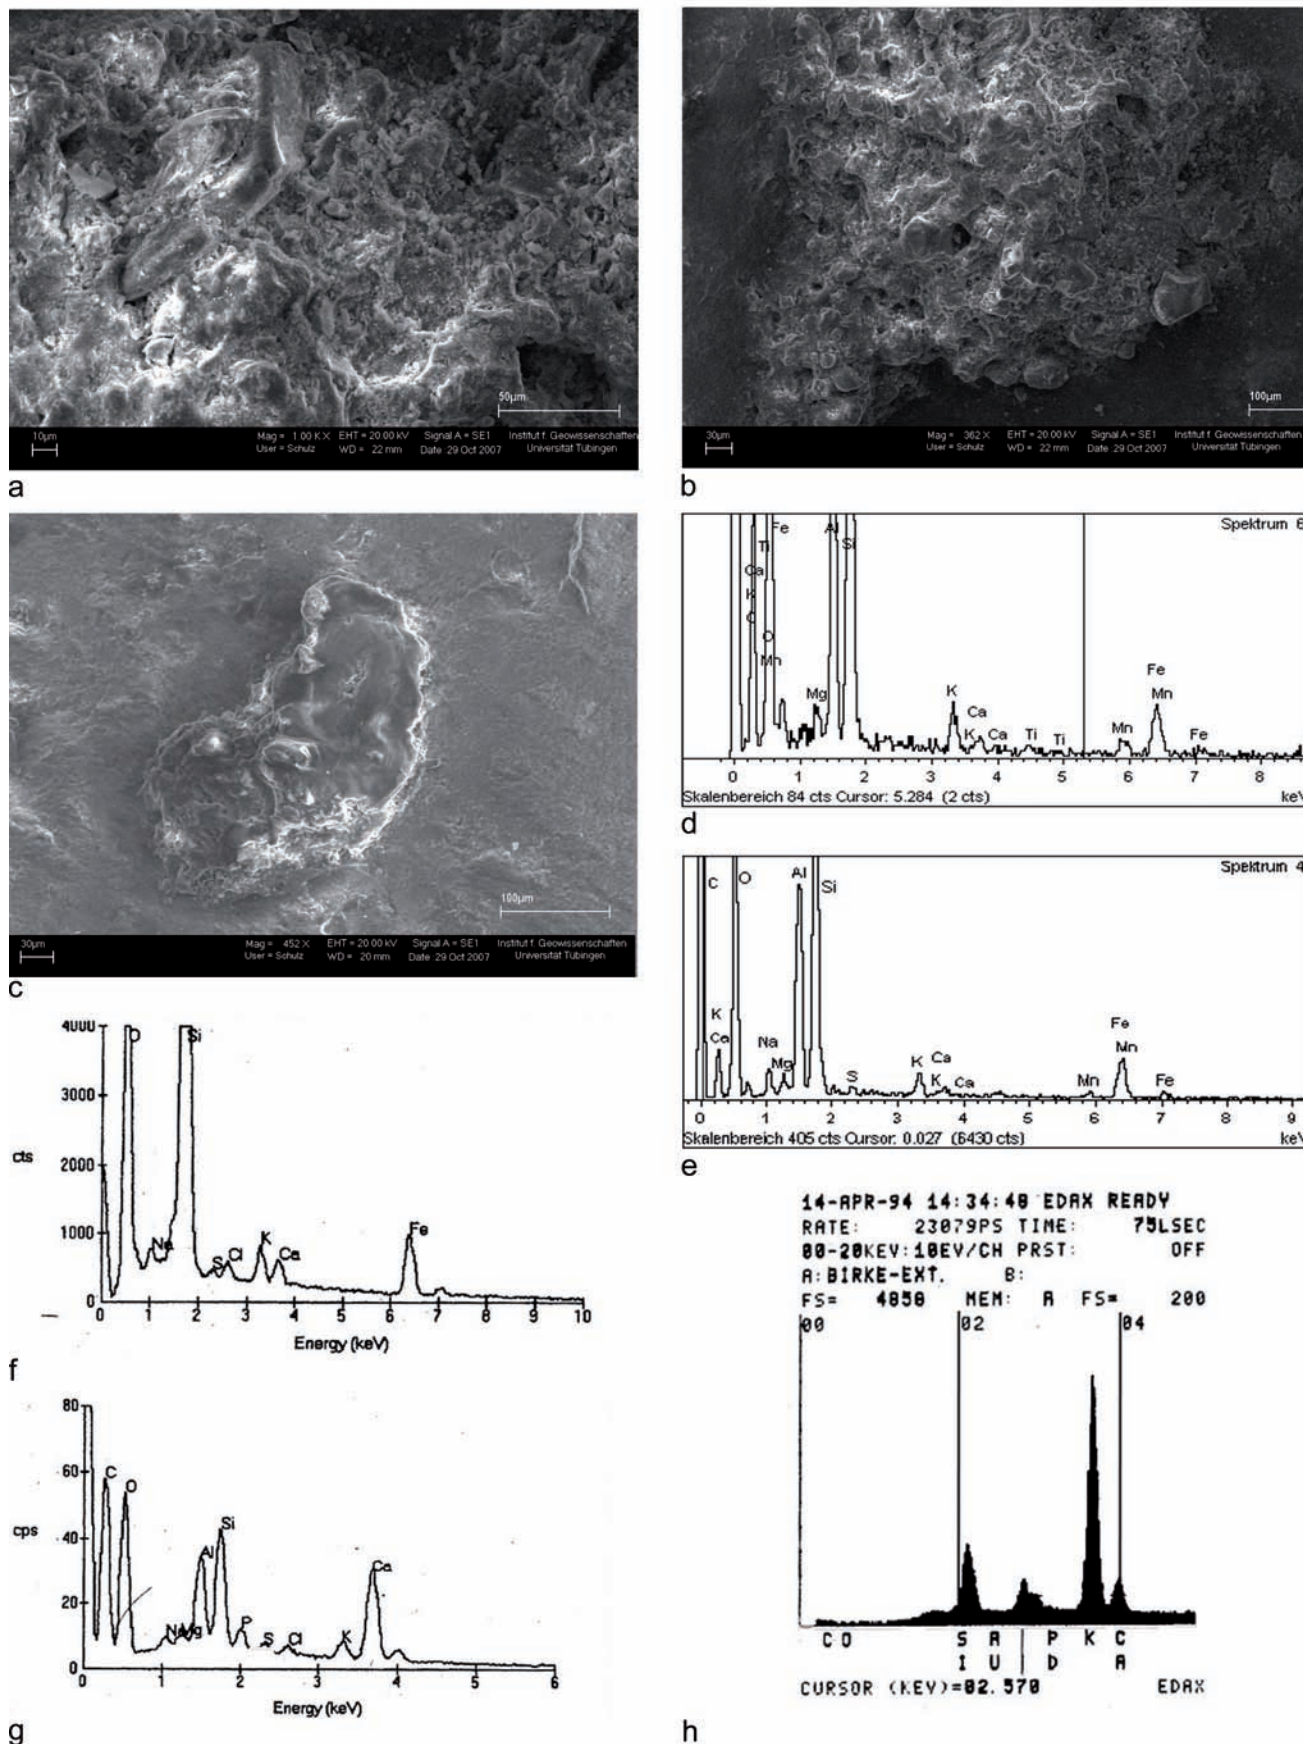 50µm
10µm
Mag = 1.00 K X EHT = 20.00 kV Signal A = SE1 Institut f. Geowissenschaften
User = Schulz WD = 22 mm Date :29 Oct 2007 Universität Tübingen
a
100µm
30µm
Mag = 362 X EHT = 20.00 kV Signal A = SE1 Institut f. Geowissenschaften
User = Schulz WD = 22 mm Date :29 Oct 2007 Universität Tübingen
b
100µm
30µm
Mag = 452 X EHT = 20.00 kV Signal A = SE1 Institut f. Geowissenschaften
User = Schulz WD = 20 mm Date :29 Oct 2007 Universität Tübingen
c
Spektrum 6
Fe Al
Ti Si
Ca
K
C
O
Mn
Mg K Ca K Ca Ti Ti Mn Fe Mn Fe
0 1 2 3 4 5 6 7 8
keV
Skalenbereich 84 cts Cursor: 5.284 (2 cts)
d
Spektrum 4
C O Al Si
K
Ca Na Mg S K Ca K Ca Mn Fe Mn Fe
0 1 2 3 4 5 6 7 8 9
keV
Skalenbereich 405 cts Cursor: 0.027 (6430 cts)
e
4000
O Si
3000
cts
2000
1000
Na S Cl K Ca Fe
0
0 1 2 3 4 5 6 7 8 9 10
Energy (keV)
f
80
60
C O
cps
40
Si
Al Ca
20
Na Mg P S Cl K
0
0 1 2 3 4 5 6
Energy (keV)
g
14-APR-94 14:34:48 EDAX READY
RATE: 23079PS TIME: 75LSEC
00-20KEV:10EV/CH PRST: OFF
A:BIRKE-EXT. B:
FS= 4858 MEM: A FS= 200
00 02 04
C O S A P K C
I U D A
CURSOR (KEV)=02.570 EDAX
h